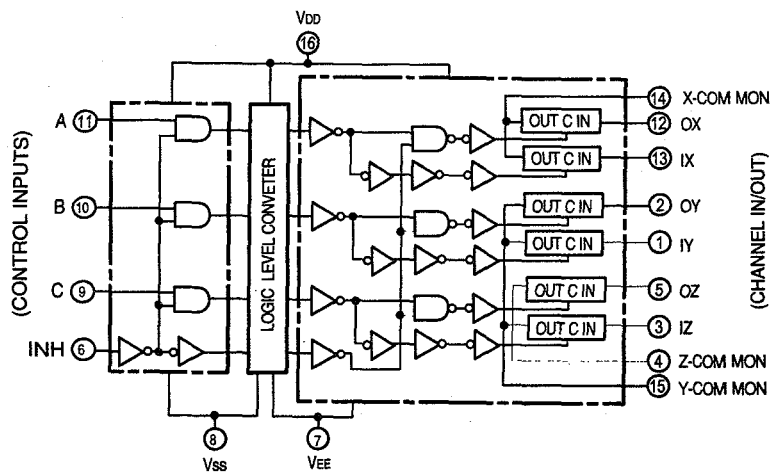 VDD
16
A 11
B 10
C 9
INH 6
(CONTROL INPUTS)
LOGIC LEVEL CONVETER
OUT C IN
OUT C IN
OUT C IN
OUT C IN
OUT C IN
OUT C IN
14 X-COM MON
12 OX
13 IX
2 OY
1 IY
5 OZ
3 IZ
4 Z-COM MON
15 Y-COM MON
(CHANNEL IN/OUT)
8
VSS
7
VEE